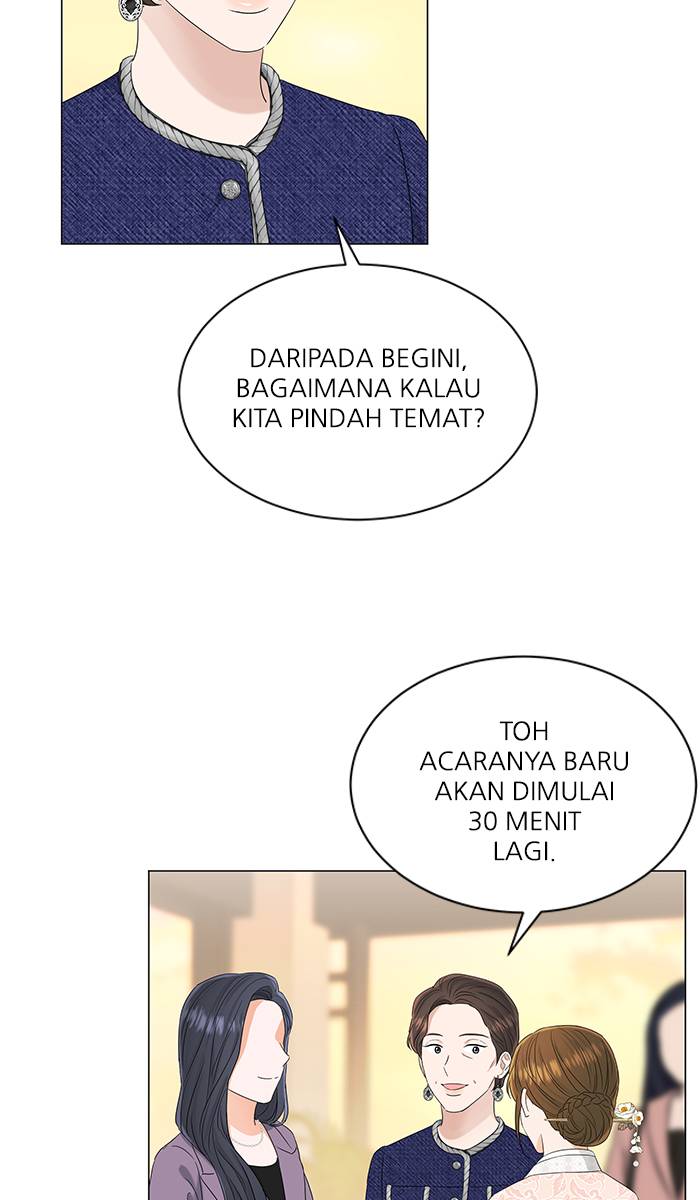 DARIPADA BEGINI,
BAGAIMANA KALAU
KITA PINDAH TEMAT?
TOH
ACARANYA BARU
AKAN DIMULAI
30 MENIT
LAGI.